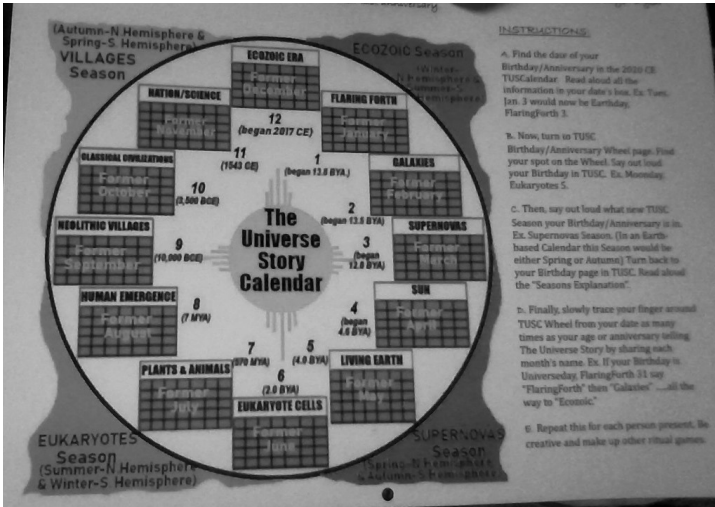 (Autumn-N.Hemisphere &
Spring-S. Hemisphere)
VILLAGES
Season
ECOZOIC Season
(Winter-
N.Hemisphere &
Summer-S.
Hemisphere)
ECOZOIC ERA
Former
December
12
(began 2017 CE)
FLARING FORTH
Former
January
1
(began 13.8 BYA.)
GALAXIES
Former
February
2
(began 13.5 BYA)
SUPERNOVAS
Former
March
3
(began
12.0 BYA)
SUN
Former
April
4
(began
4.6 BYA)
LIVING EARTH
Former
May
5
(4.0 BYA)
EUKARYOTE CELLS
Former
June
6
(2.0 BYA)
PLANTS & ANIMALS
Former
July
7
(570 MYA)
HUMAN EMERGENCE
Former
August
8
(7 MYA)
NEOLITHIC VILLAGES
Former
September
9
(10,000 BCE)
CLASSICAL CIVILIZATIONS
Former
October
10
(3,500 BCE)
NATION/SCIENCE
Former
November
11
(1543 CE)
The
Universe
Story
Calendar
EUKARYOTES
Season
(Summer-N.Hemisphere
& Winter-S. Hemisphere)
SUPERNOVAS
Season
(Spring-N.Hemisphere
& Autumn-S.Hemisphere)
INSTRUCTIONS:
A. Find the date of your
Birthday/Anniversary in the 2020 CE
TUSCalendar. Read aloud all the
information in your date's box. Ex. Tues.
Jan. 3 would now be Earthday,
FlaringForth 3.
B. Now, turn to TUSC
Birthday/Anniversary Wheel page. Find
your spot on the Wheel. Say out loud
your Birthday in TUSC. Ex. Moonday,
Eukaryotes 5.
C. Then, say out loud what new TUSC
Season your Birthday/Anniversary is in.
Ex. Supernovas Season. (In an Earth-
based Calendar this Season would be
either Spring or Autumn) Turn back to
your Birthday page in TUSC. Read aloud
the "Seasons Explanation".
D. Finally, slowly trace your finger around
TUSC Wheel from your date as many
times as your age or anniversary telling
The Universe Story by sharing each
month's name. Ex. If your Birthday is
Universeday, FlaringForth 31 say
"FlaringForth" then "Galaxies" ....all the
way to "Ecozoic."
E. Repeat this for each person present. Be
creative and make up other ritual games.